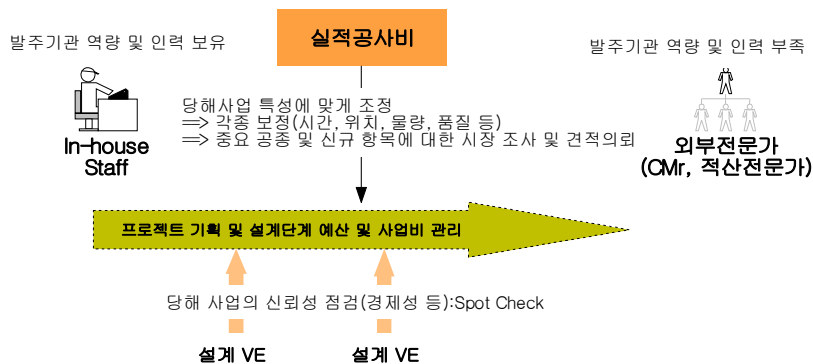 실적공사비
발주기관 역량 및 인력 보유
발주기관 역량 및 인력 부족
당해사업 특성에 맞게 조정
⇒ 각종 보정(시간, 위치, 물량, 품질 등)
⇒ 중요 공종 및 신규 항목에 대한 시장 조사 및 견적의뢰
In-house
Staff
외부전문가
(CMr, 적산전문가)
프로젝트 기획 및 설계단계 예산 및 사업비 관리
당해 사업의 신뢰성 점검(경제성 등):Spot Check
설계 VE
설계 VE